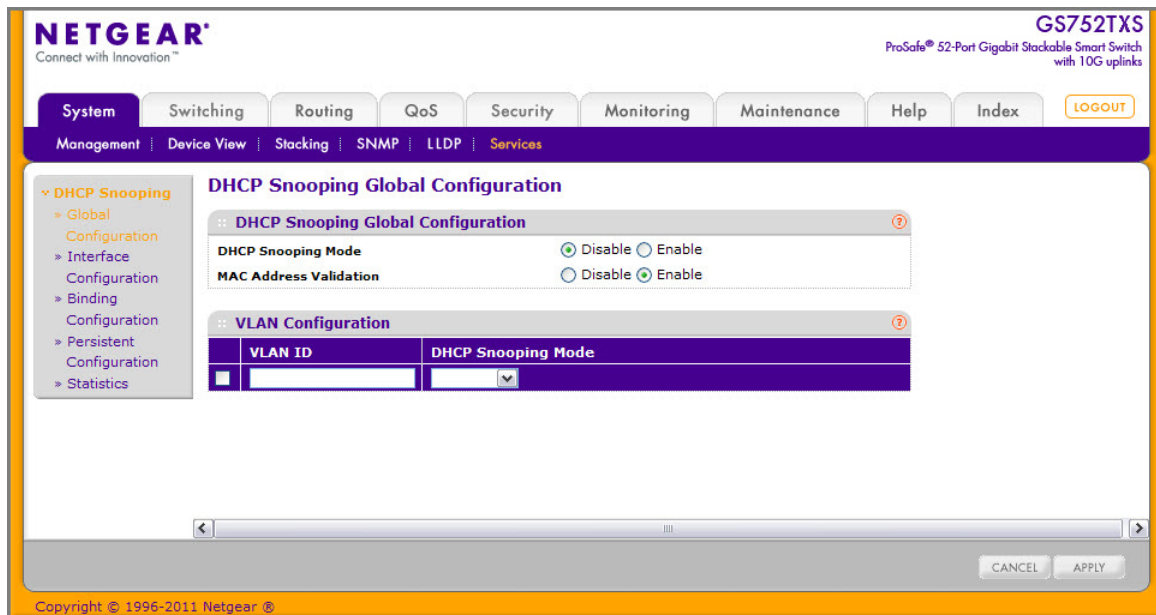 NETGEAR®
Connect with Innovation™
GS752TXS
ProSafe® 52-Port Gigabit Stackable Smart Switch
with 10G uplinks
System
Switching
Routing
QoS
Security
Monitoring
Maintenance
Help
Index
LOGOUT
Management
Device View
Stacking
SNMP
LLDP
Services
DHCP Snooping
» Global
Configuration
» Interface
Configuration
» Binding
Configuration
» Persistent
Configuration
» Statistics
DHCP Snooping Global Configuration
DHCP Snooping Global Configuration
?
DHCP Snooping Mode
Disable Enable
MAC Address Validation
Disable Enable
VLAN Configuration
?
VLAN ID
DHCP Snooping Mode
CANCEL
APPLY
Copyright © 1996-2011 Netgear ®